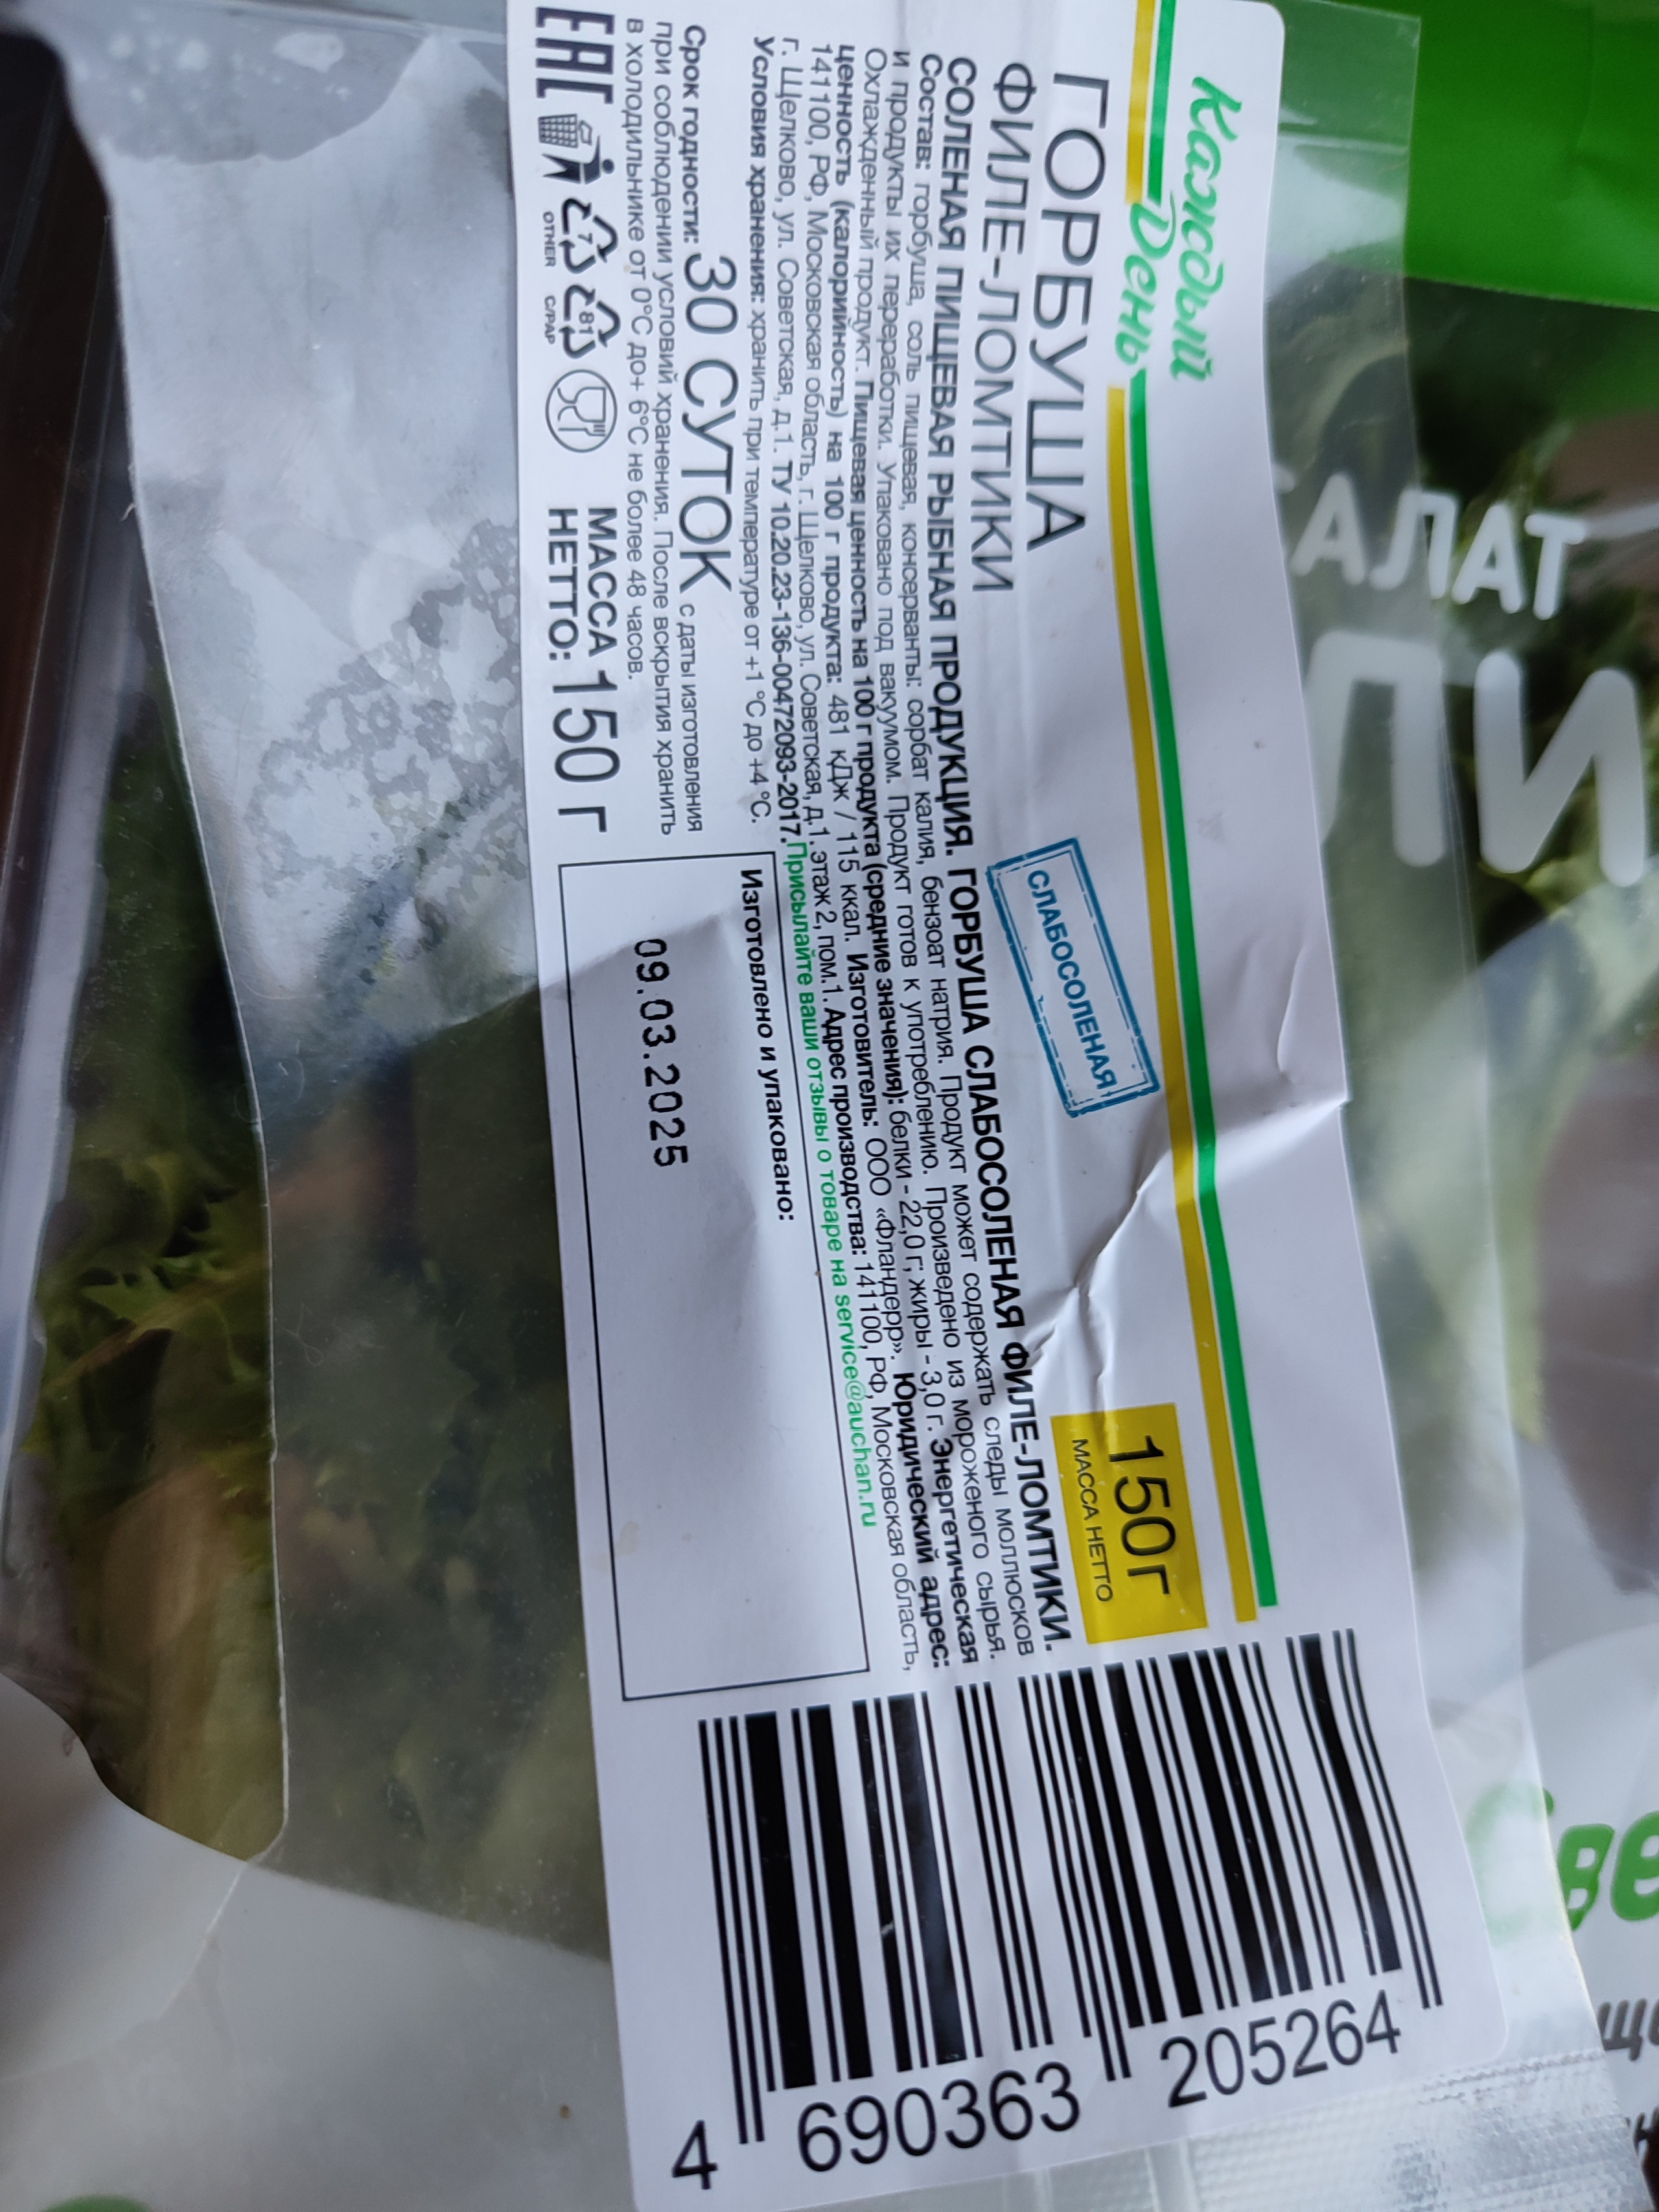 Каждый
День
ГОРБУША
ФИЛЕ-ЛОМТИКИ
СЛАБОСОЛЕНАЯ
150г
МАССА НЕТТО
СОЛЕНАЯ ПИЩЕВАЯ РЫБНАЯ ПРОДУКЦИЯ. ГОРБУША СЛАБОСОЛЕНАЯ ФИЛЕ-ЛОМТИКИ.
Состав: горбуша, соль пищевая, консерванты: сорбат калия, бензоат натрия. Продукт может содержать следы моллюсков
и продукты их переработки. Упаковано под вакуумом. Продукт готов к употреблению. Произведено из мороженого сырья.
Охлажденный продукт. Пищевая ценность на 100 г продукта (средние значения): белки - 22,0 г; жиры - 3,0 г. Энергетическая
ценность (калорийность) на 100 г продукта: 481 кДж / 115 ккал. Изготовитель: ООО «Фландерр». Юридический адрес:
141100, РФ, Московская область, г. Щелково, ул. Советская, д.1, этаж 2, пом.1. Адрес производства: 141100, РФ, Московская область,
г. Щелково, ул. Советская, д.1. ТУ 10.20.23-136-00472093-2017. Присылайте ваши отзывы о товаре на service@auchan.ru
Условия хранения: хранить при температуре от +1 °С до +4 °С.
Срок годности: 30 СУТОК с даты изготовления
при соблюдении условий хранения. После вскрытия хранить
в холодильнике от 0°С до+ 6°С не более 48 часов.
Изготовлено и упаковано:
09.03.2025
EAC
7
OTHER
81
C/PAP
МАССА
НЕТТО: 150 г
4 690363 205264
АЛАТ
ЛИ
све